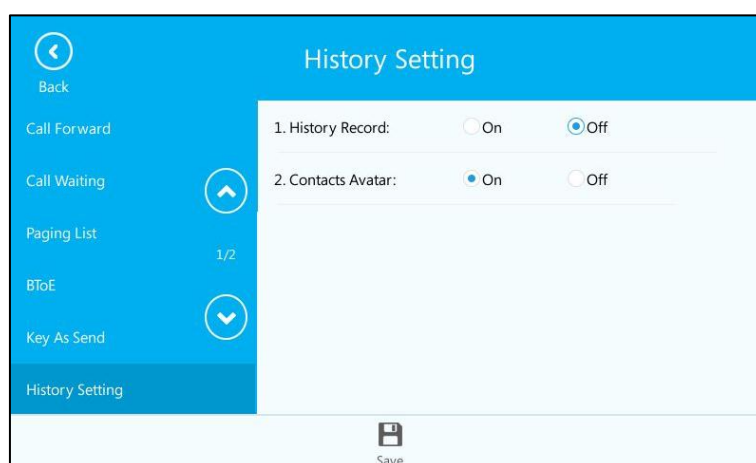 History Setting
Back
Call Forward
Call Waiting
Paging List
1/2
BToE
Key As Send
History Setting
1. History Record: On Off
2. Contacts Avatar: On Off
Save